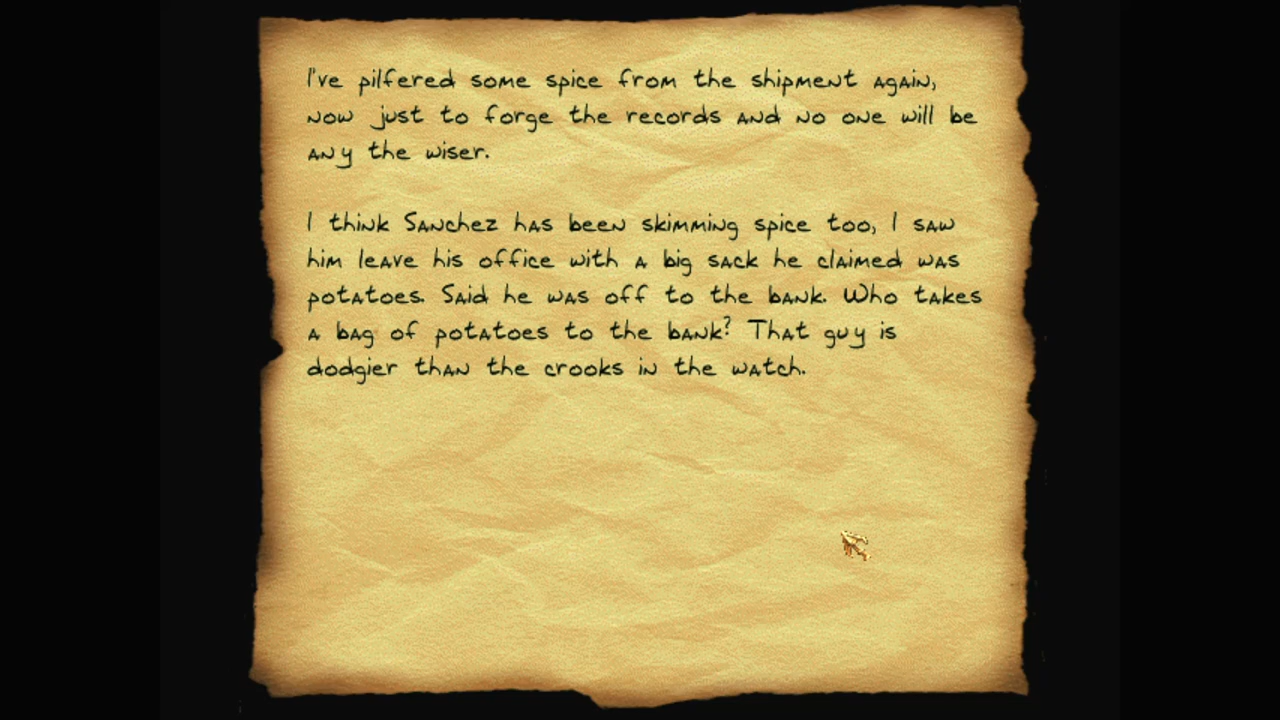 I've pilfered some spice from the shipment again,
now just to forge the records and no one will be
any the wiser.
I think Sanchez has been skimming spice too, I saw
him leave his office with a big sack he claimed was
potatoes. Said he was off to the bank. Who takes
a bag of potatoes to the bank? That guy is
dodgier than the crooks in the watch.